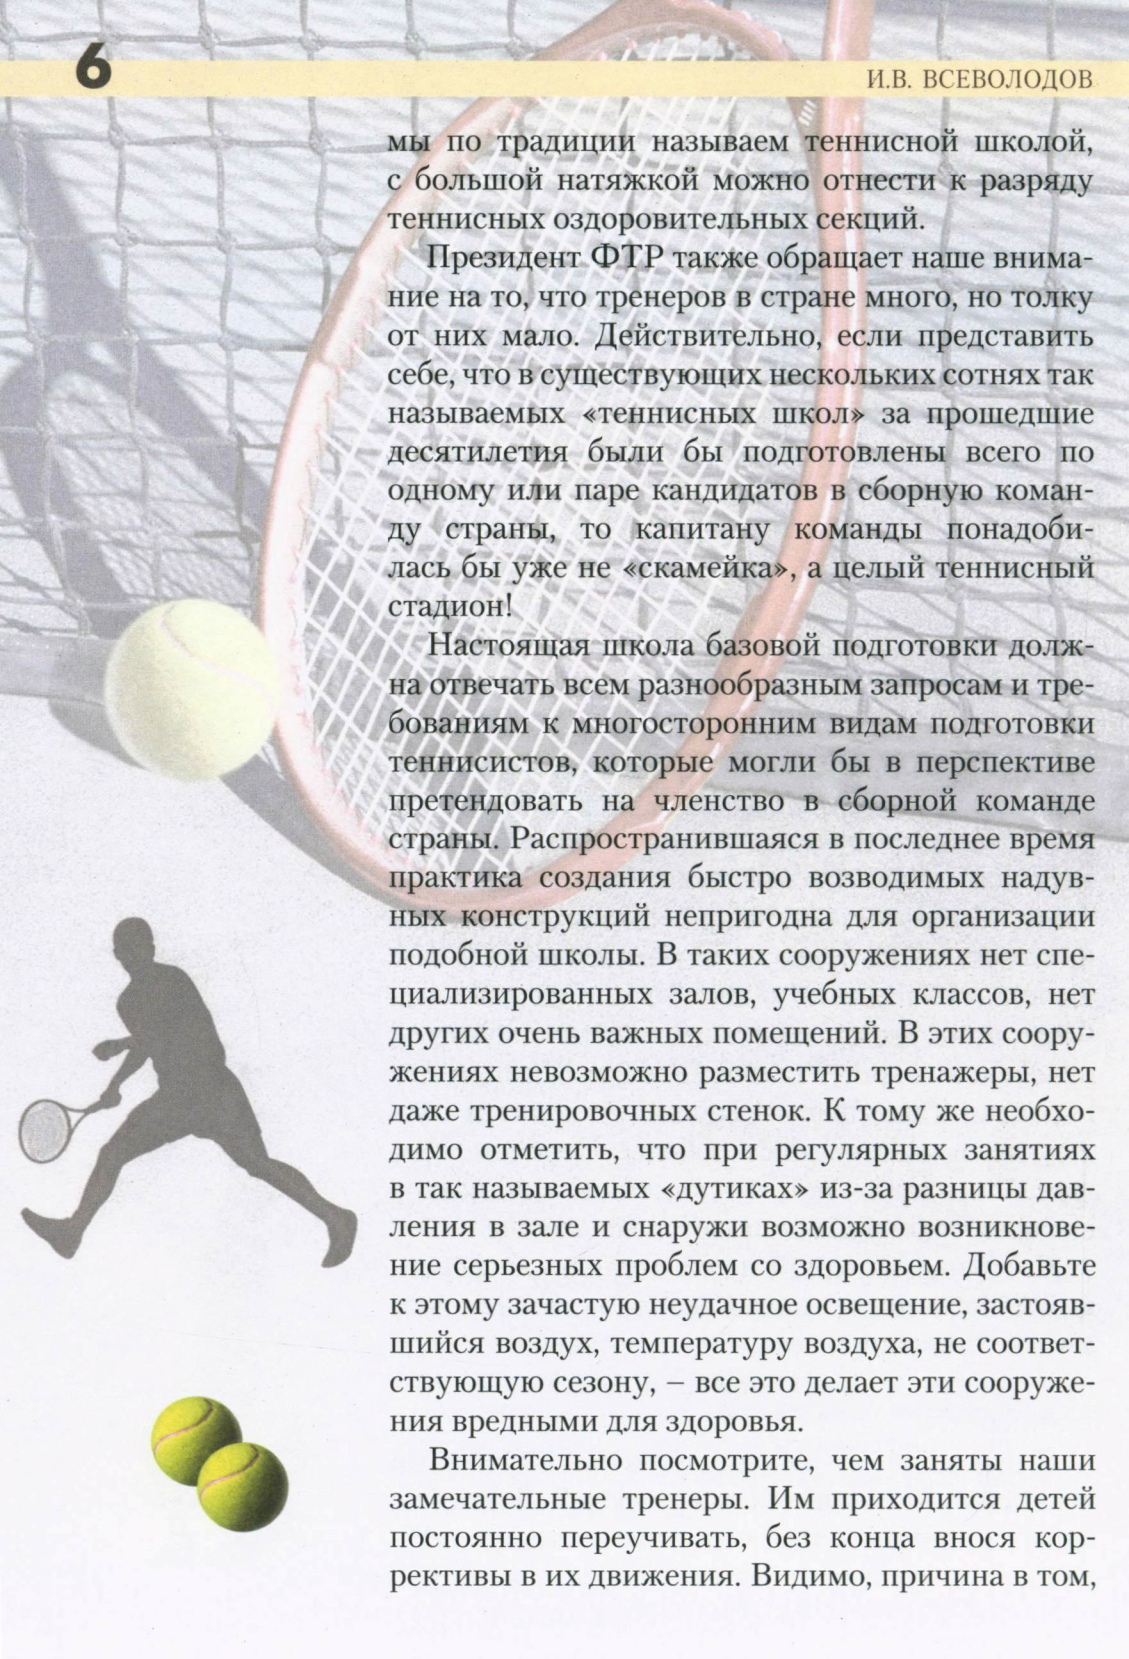 6
И.В. ВСЕВОЛОДОВ
мы по традиции называем теннисной школой,
с большой натяжкой можно отнести к разряду
теннисных оздоровительных секций.
Президент ФТР также обращает наше внима-
ние на то, что тренеров в стране много, но толку
от них мало. Действительно, если представить
себе, что в существующих нескольких сотнях так
называемых «теннисных школ» за прошедшие
десятилетия были бы подготовлены всего по
одному или паре кандидатов в сборную коман-
ду страны, то капитану команды понадоби-
лась бы уже не «скамейка», а целый теннисный
стадион!
Настоящая школа базовой подготовки долж-
на отвечать всем разнообразным запросам и тре-
бованиям к многосторонним видам подготовки
теннисистов, которые могли бы в перспективе
претендовать на членство в сборной команде
страны. Распространившаяся в последнее время
практика создания быстро возводимых надув-
ных конструкций непригодна для организации
подобной школы. В таких сооружениях нет спе-
циализированных залов, учебных классов, нет
других очень важных помещений. В этих соору-
жениях невозможно разместить тренажеры, нет
даже тренировочных стенок. К тому же необхо-
димо отметить, что при регулярных занятиях
в так называемых «дутиках» из-за разницы дав-
ления в зале и снаружи возможно возникнове-
ние серьезных проблем со здоровьем. Добавьте
к этому зачастую неудачное освещение, застояв-
шийся воздух, температуру воздуха, не соответ-
ствующую сезону, – все это делает эти сооруже-
ния вредными для здоровья.
Внимательно посмотрите, чем заняты наши
замечательные тренеры. Им приходится детей
постоянно переучивать, без конца внося кор-
рективы в их движения. Видимо, причина в том,